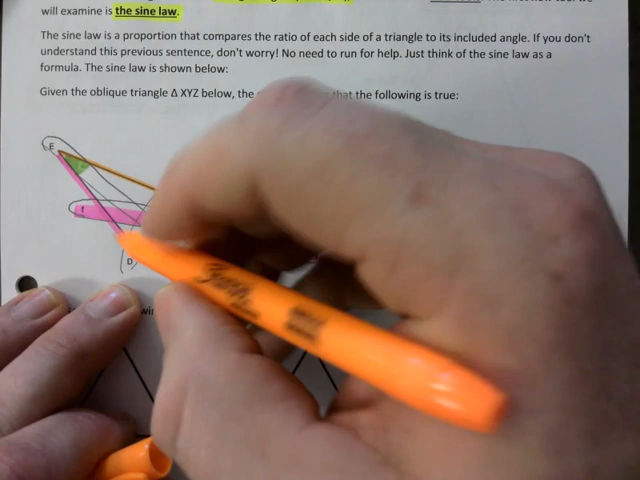 will examine is the sine law.
The sine law is a proportion that compares the ratio of each side of a triangle to its included angle. If you don't
understand this previous sentence, don't worry! No need to run for help. Just think of the sine law as a
formula. The sine law is shown below:
Given the oblique triangle Δ XYZ below, the that the following is true:
E
D